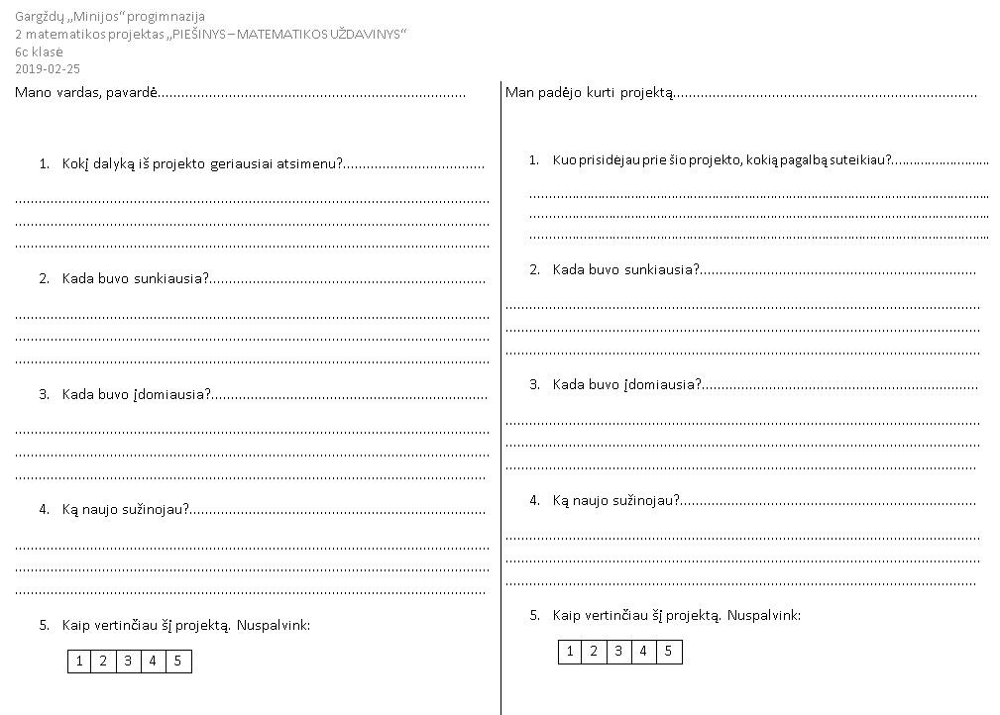 Gargždų „Minijos“ progimnazija
2 matematikos projektas „PIEŠINYS – MATEMATIKOS UŽDAVINYS“
6c klasė
2019-02-25
Mano vardas, pavardė..............................................................................
1. Kokį dalyką iš projekto geriausiai atsimenu?....................................
........................................................................................................................
........................................................................................................................
........................................................................................................................
2. Kada buvo sunkiausia?......................................................................
........................................................................................................................
........................................................................................................................
........................................................................................................................
3. Kada buvo įdomiausia?......................................................................
........................................................................................................................
........................................................................................................................
.......................................................................................................................
4. Ką naujo sužinojau?...........................................................................
........................................................................................................................
........................................................................................................................
.......................................................................................................................
5. Kaip vertinčiau šį projektą. Nuspalvink:
1 2 3 4 5
Man padėjo kurti projektą.............................................................................
1. Kuo prisidėjau prie šio projekto, kokią pagalbą suteikiau?...........................
........................................................................................................................
........................................................................................................................
........................................................................................................................
2. Kada buvo sunkiausia?......................................................................
........................................................................................................................
........................................................................................................................
........................................................................................................................
3. Kada buvo įdomiausia?......................................................................
........................................................................................................................
........................................................................................................................
.......................................................................................................................
4. Ką naujo sužinojau?...........................................................................
........................................................................................................................
........................................................................................................................
.......................................................................................................................
5. Kaip vertinčiau šį projektą. Nuspalvink:
1 2 3 4 5